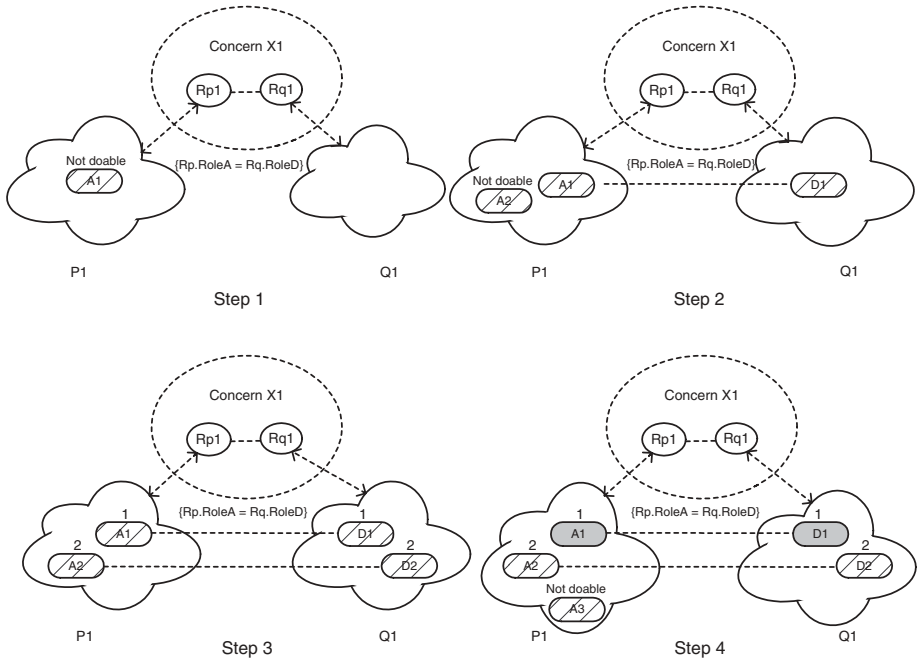 Concern X1
Rp1
Rq1
Not doable
A1
{Rp.RoleA = Rq.RoleD}
P1
Q1
Step 1
Concern X1
Rp1
Rq1
{Rp.RoleA = Rq.RoleD}
Not doable
A1
A2
D1
P1
Q1
Step 2
Concern X1
Rp1
Rq1
{Rp.RoleA = Rq.RoleD}
1
A1
2
A2
1
D1
2
D2
P1
Q1
Step 3
Concern X1
Rp1
Rq1
{Rp.RoleA = Rq.RoleD}
1
A1
2
A2
Not doable
A3
1
D1
2
D2
P1
Q1
Step 4